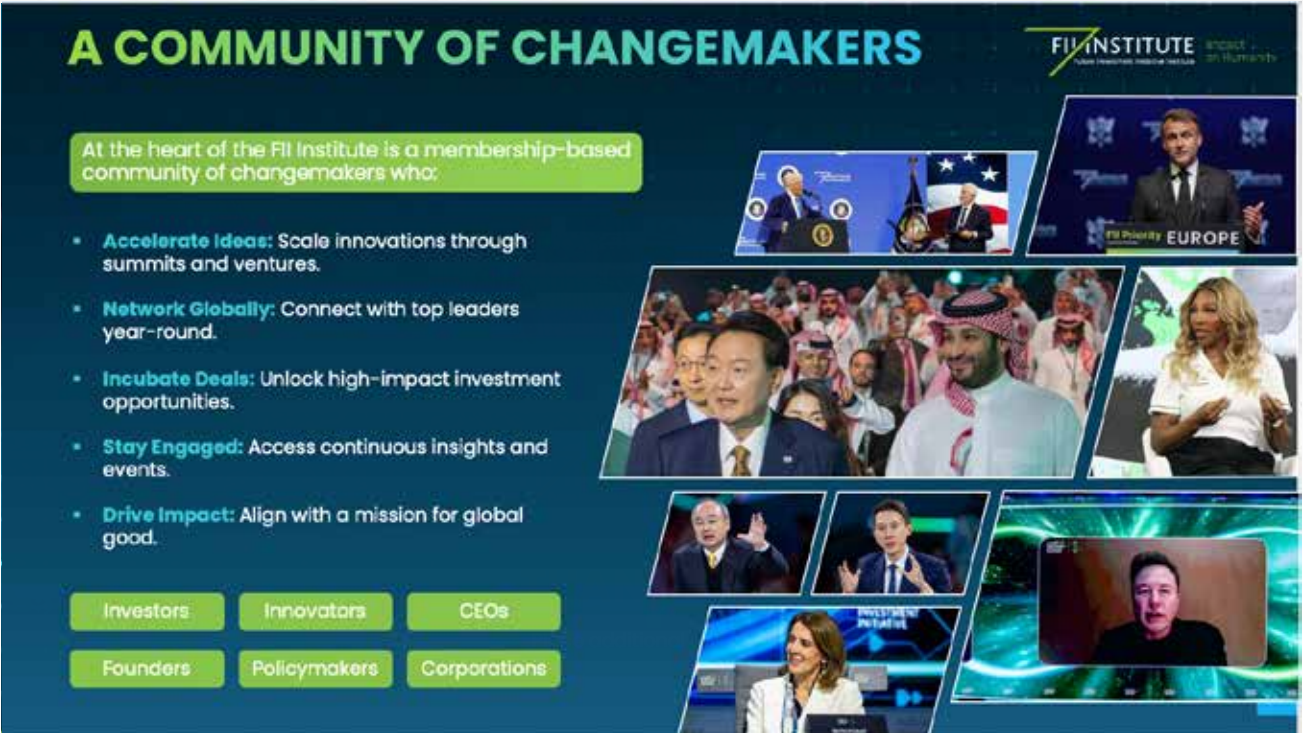 A COMMUNITY OF CHANGEMAKERS
FII INSTITUTE
Impact
on Humanity
At the heart of the FII Institute is a membership-based
community of changemakers who:
▪ Accelerate Ideas: Scale innovations through
summits and ventures.
▪ Network Globally: Connect with top leaders
year-round.
▪ Incubate Deals: Unlock high-impact investment
opportunities.
▪ Stay Engaged: Access continuous insights and
events.
▪ Drive Impact: Align with a mission for global
good.
Investors
Innovators
CEOs
Founders
Policymakers
Corporations
FII Priority
EUROPE
INVESTMENT
INITIATIVE